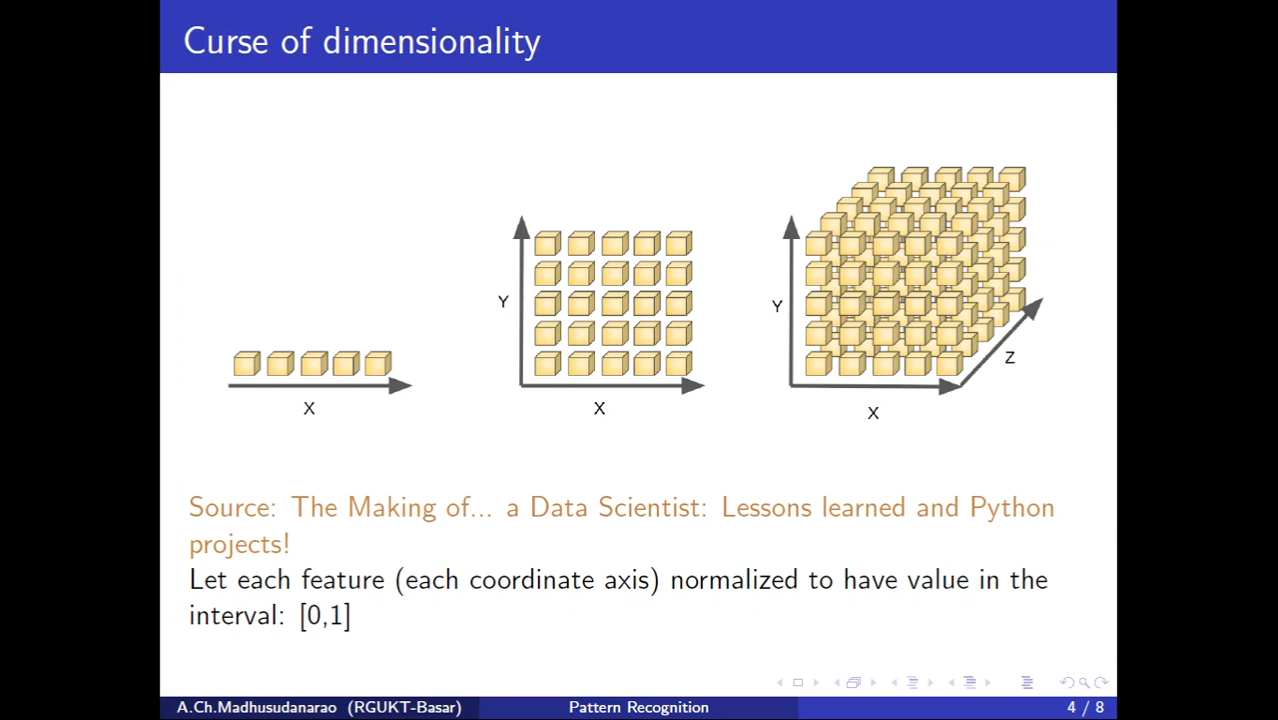 Curse of dimensionality
X
Y
X
Y
X
Z
Source: The Making of... a Data Scientist: Lessons learned and Python
projects!
Let each feature (each coordinate axis) normalized to have value in the
interval: [0,1]
A.Ch.Madhusudanarao (RGUKT-Basar)
Pattern Recognition
4 / 8